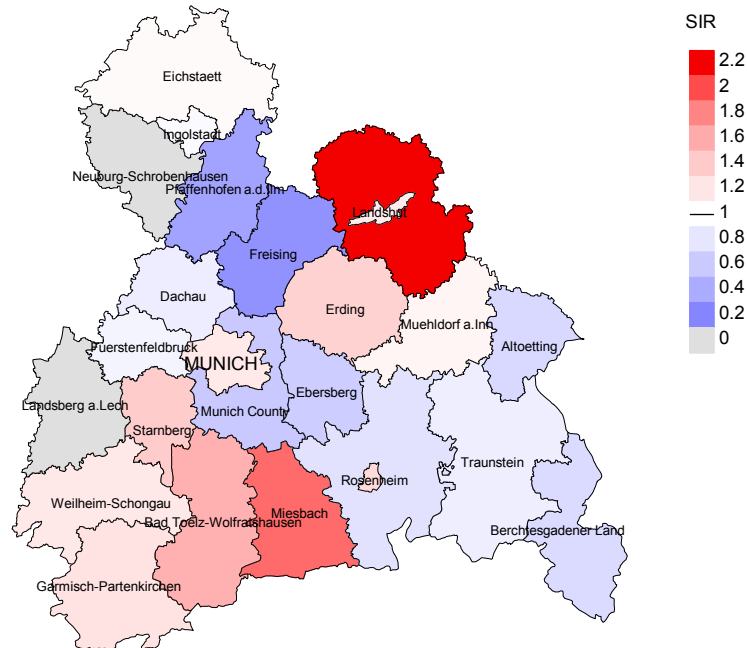 SIR
2.2
2
1.8
1.6
1.4
1.2
1
0.8
0.6
0.4
0.2
0
Eichstaett
Ingolstadt
Neuburg-Schrobenhausen
Pfaffenhofen a.d.Ilm
Landshut
Freising
Dachau
Erding
Muehldorf a.Inn
Altoetting
Fuerstenfeldbruck
MUNICH
Ebersberg
Landsberg a.Lech
Munich County
Starnberg
Traunstein
Rosenheim
Weilheim-Schongau
Miesbach
Bad Toelz-Wolfratshausen
Berchtesgadener Land
Garmisch-Partenkirchen